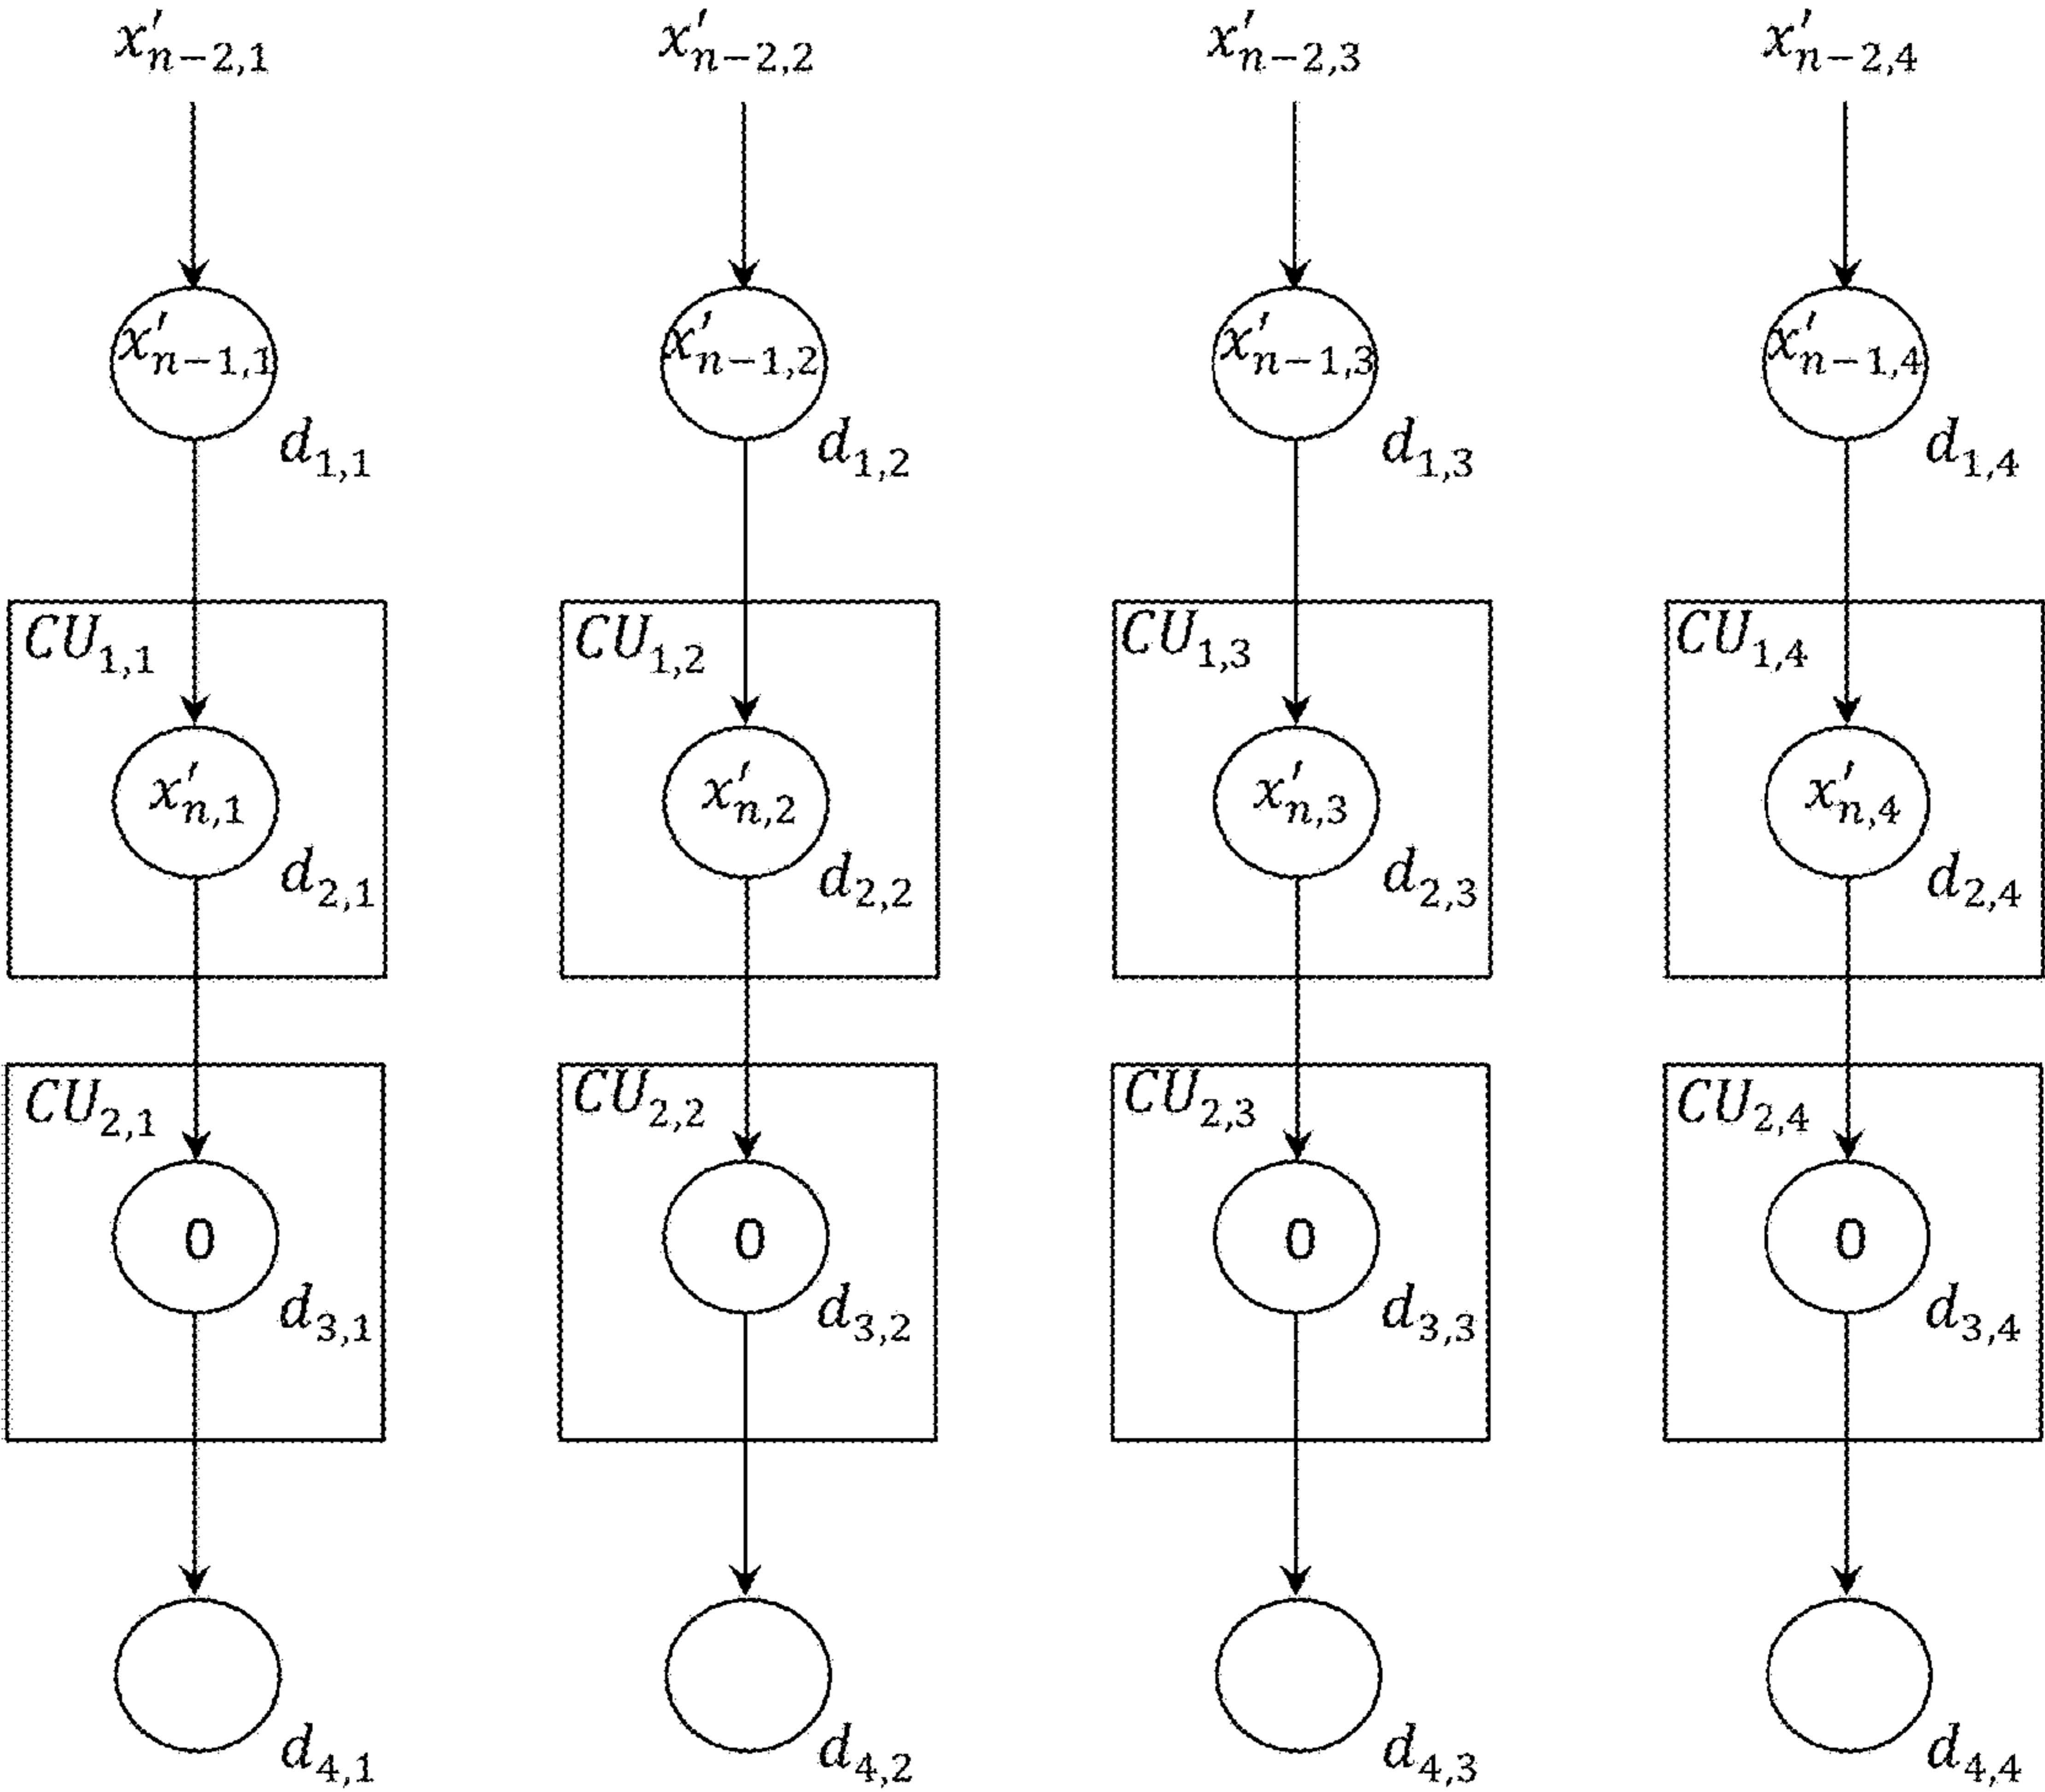 x′n−2,1 x′n−2,2 x′n−2,3 x′n−2,4
x′n−1,1 x′n−1,2 x′n−1,3 x′n−1,4
d1,1 d1,2 d1,3 d1,4
CU1,1 CU1,2 CU1,3 CU1,4
x′n,1 x′n,2 x′n,3 x′n,4
d2,1 d2,2 d2,3 d2,4
CU2,1 CU2,2 CU2,3 CU2,4
0 0 0 0
d3,1 d3,2 d3,3 d3,4
d4,1 d4,2 d4,3 d4,4